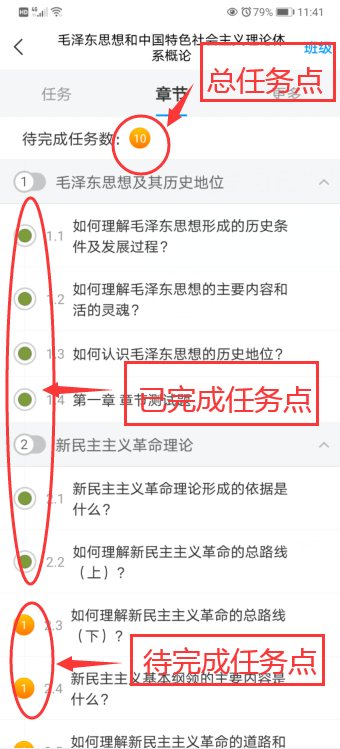 HD 4G 79% 11:41
毛泽东思想和中国特色社会主义理论体
系概论
班级
总任务点
任务 章节 更多
待完成任务数： 10
1 毛泽东思想及其历史地位
1.1 如何理解毛泽东思想形成的历史条
件及发展过程？
1.2 如何理解毛泽东思想的主要内容和
活的灵魂？
1.3 如何认识毛泽东思想的历史地位？
已完成任务点
1.4 第一章 章节测试题
2 新民主主义革命理论
2.1 新民主主义革命理论形成的依据是
什么？
2.2 如何理解新民主主义革命的总路线
（上）？
1 2.3 如何理解新民主主义革命的总路线
（下）？
待完成任务点
1 2.4 新民主主义基本纲领的主要内容是
什么？
如何理解新民主主义革命的道路和